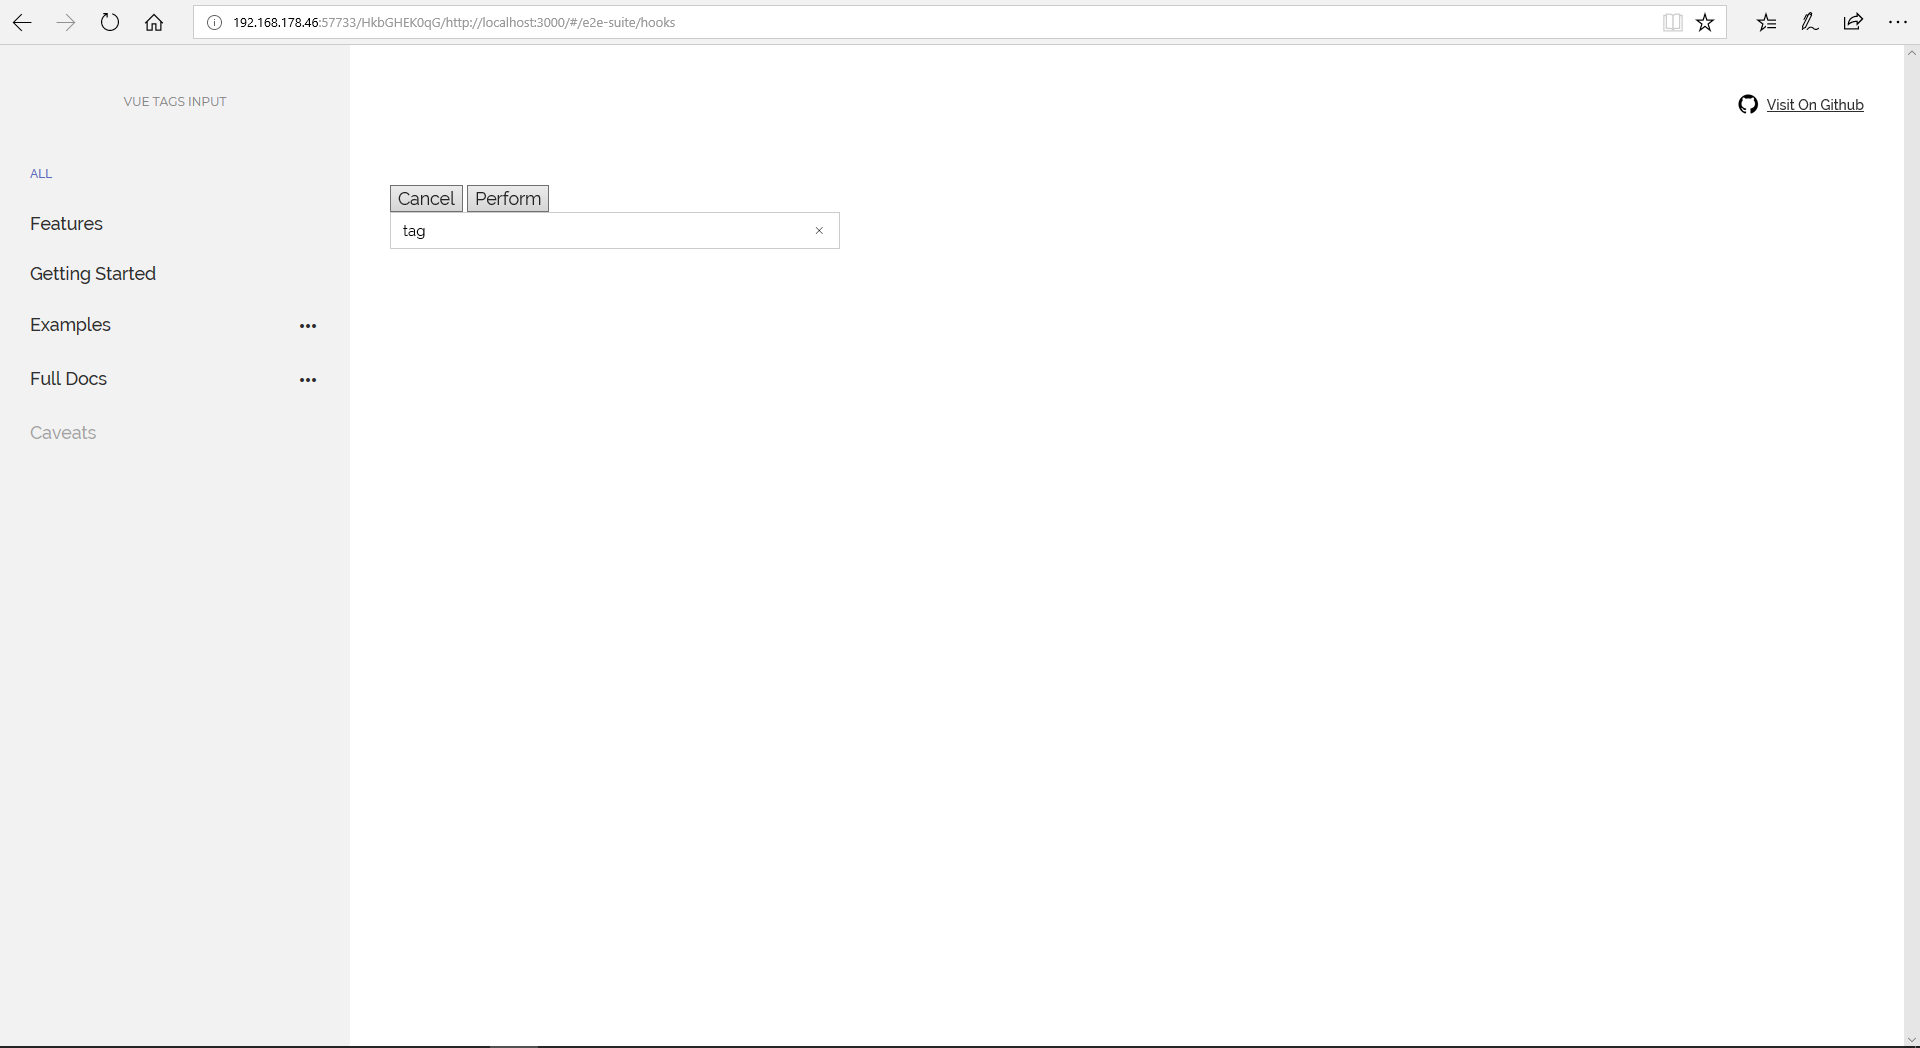 192.168.178.46:57733/HkbGHEK0qG/http://localhost:3000/#/e2e-suite/hooks
VUE TAGS INPUT
Visit On Github
ALL
Cancel Perform
Features
tag
Getting Started
Examples
Full Docs
Caveats